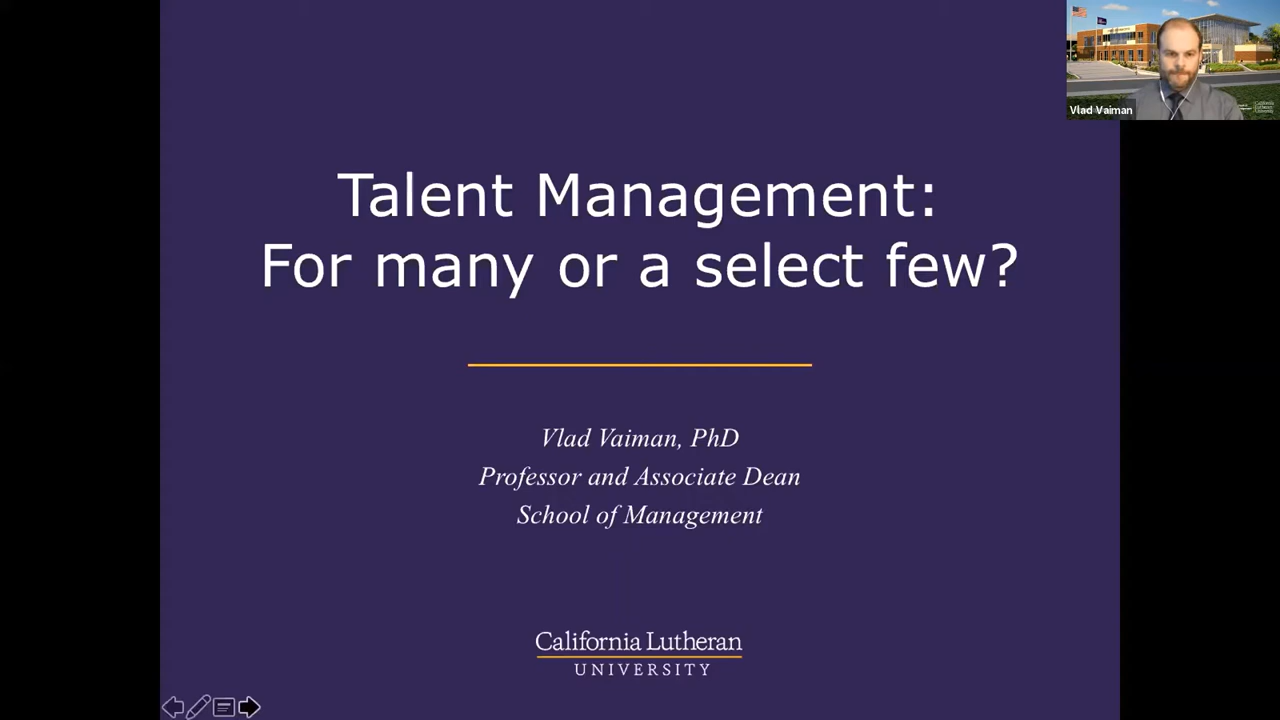 Talent Management:
For many or a select few?
Vlad Vaiman, PhD
Professor and Associate Dean
School of Management
California Lutheran
UNIVERSITY
Vlad Vaiman